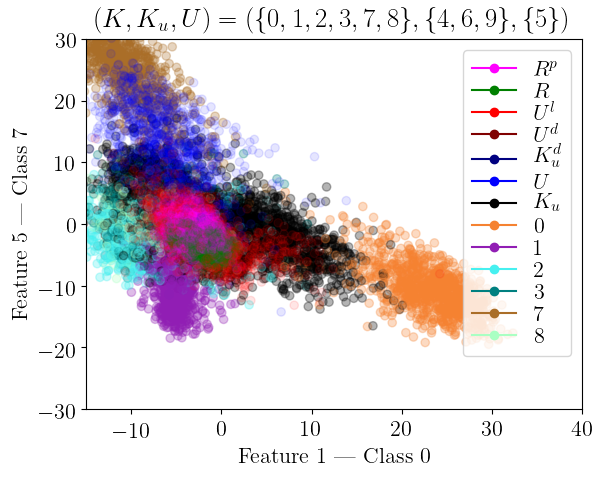 (K, K_u, U) = ({0, 1, 2, 3, 7, 8}, {4, 6, 9}, {5})
30
20
10
0
−10
−20
−30
Feature 5 — Class 7
−10
0
10
20
30
40
Feature 1 — Class 0
R^p
R
U^l
U^d
K_u^d
U
K_u
0
1
2
3
7
8